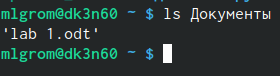 mlgrom@dk3n60 ~ $ ls Документы
'lab 1.odt'
mlgrom@dk3n60 ~ $